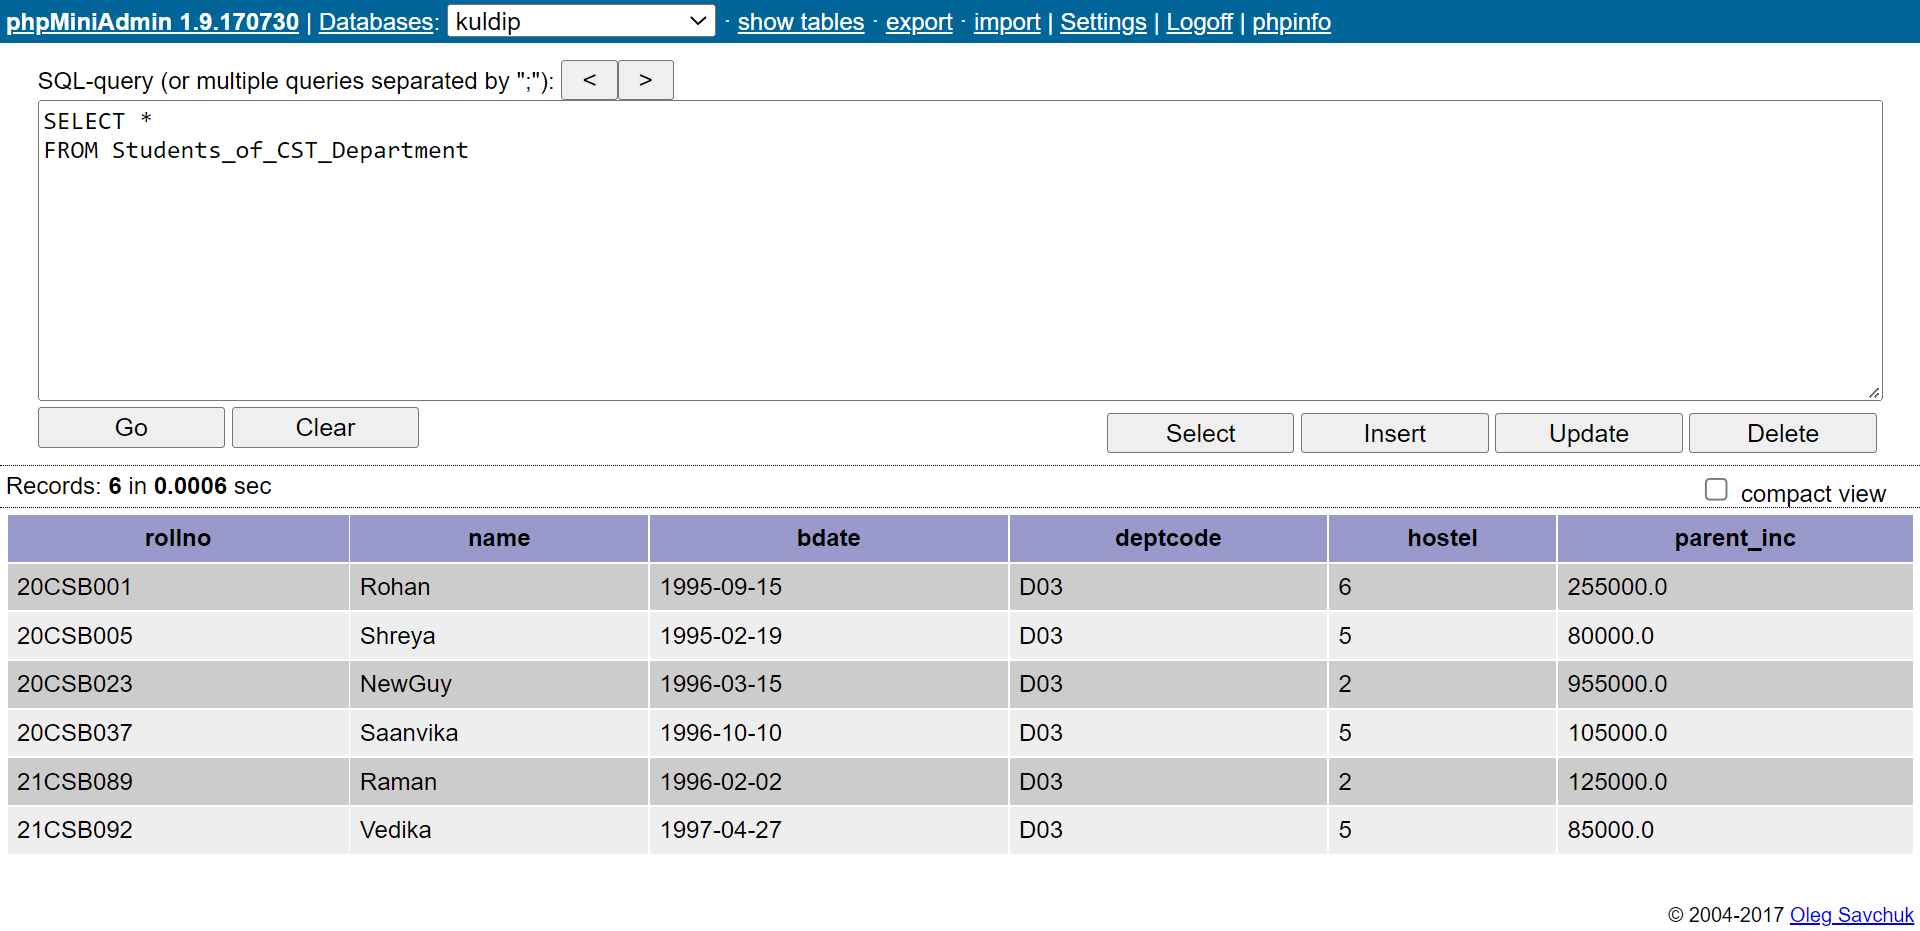 phpMiniAdmin 1.9.170730 | Databases: kuldip · show tables · export · import | Settings | Logoff | phpinfo
SQL-query (or multiple queries separated by ";"): < >
SELECT *
FROM Students_of_CST_Department
Go Clear Select Insert Update Delete
Records: 6 in 0.0006 sec compact view
rollno name bdate deptcode hostel parent_inc
20CSB001 Rohan 1995-09-15 D03 6 255000.0
20CSB005 Shreya 1995-02-19 D03 5 80000.0
20CSB023 NewGuy 1996-03-15 D03 2 955000.0
20CSB037 Saanvika 1996-10-10 D03 5 105000.0
21CSB089 Raman 1996-02-02 D03 2 125000.0
21CSB092 Vedika 1997-04-27 D03 5 85000.0
© 2004-2017 Oleg Savchuk